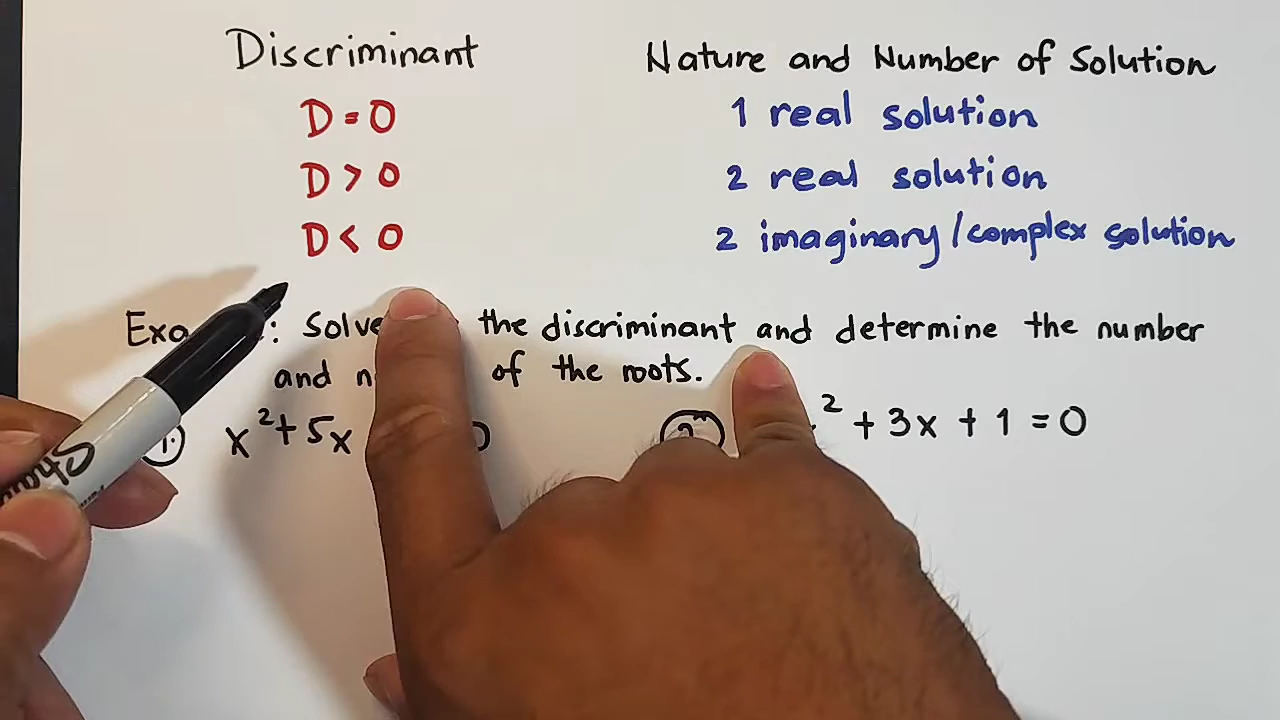 Discriminant
Nature and Number of Solution
D = 0
1 real solution
D > 0
2 real solution
D < 0
2 imaginary/complex solution
Solve the discriminant and determine the number
and of the roots.
x² + 5x
² + 3x + 1 = 0